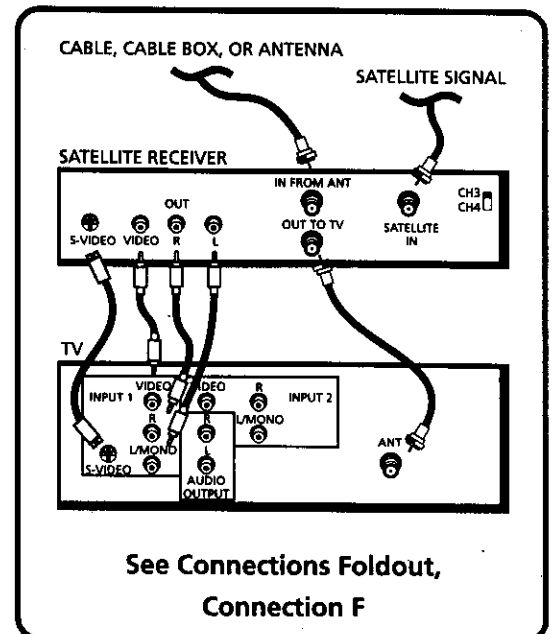 CABLE, CABLE BOX, OR ANTENNA
SATELLITE SIGNAL
SATELLITE RECEIVER
IN FROM ANT
CH3
CH4
OUT
S-VIDEO VIDEO R L
OUT TO TV
SATELLITE
IN
TV
INPUT 1
VIDEO
R
L/MONO
S-VIDEO
VIDEO R INPUT 2
L/MONO
R
L
AUDIO
OUTPUT
ANT
See Connections Foldout,
Connection F